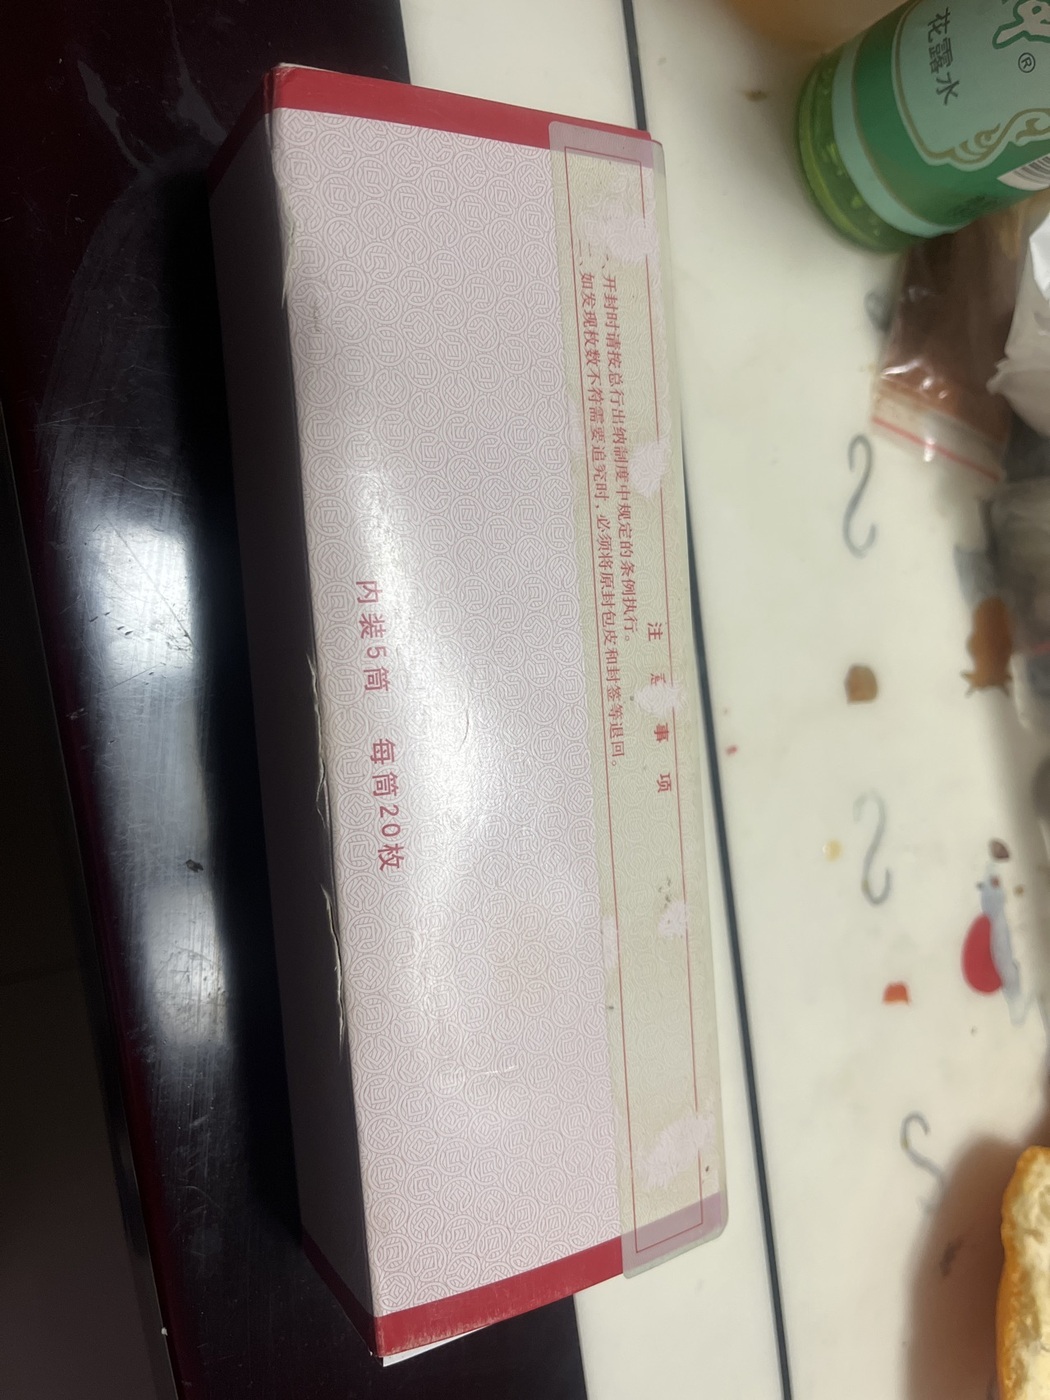 注意事项
一、开封时请按总行出纳制度中规定的条例执行。
二、如发现枚数不符需要追究时，必须将原封包皮和封签等退回。
内装5筒 每筒20枚
花露水
®